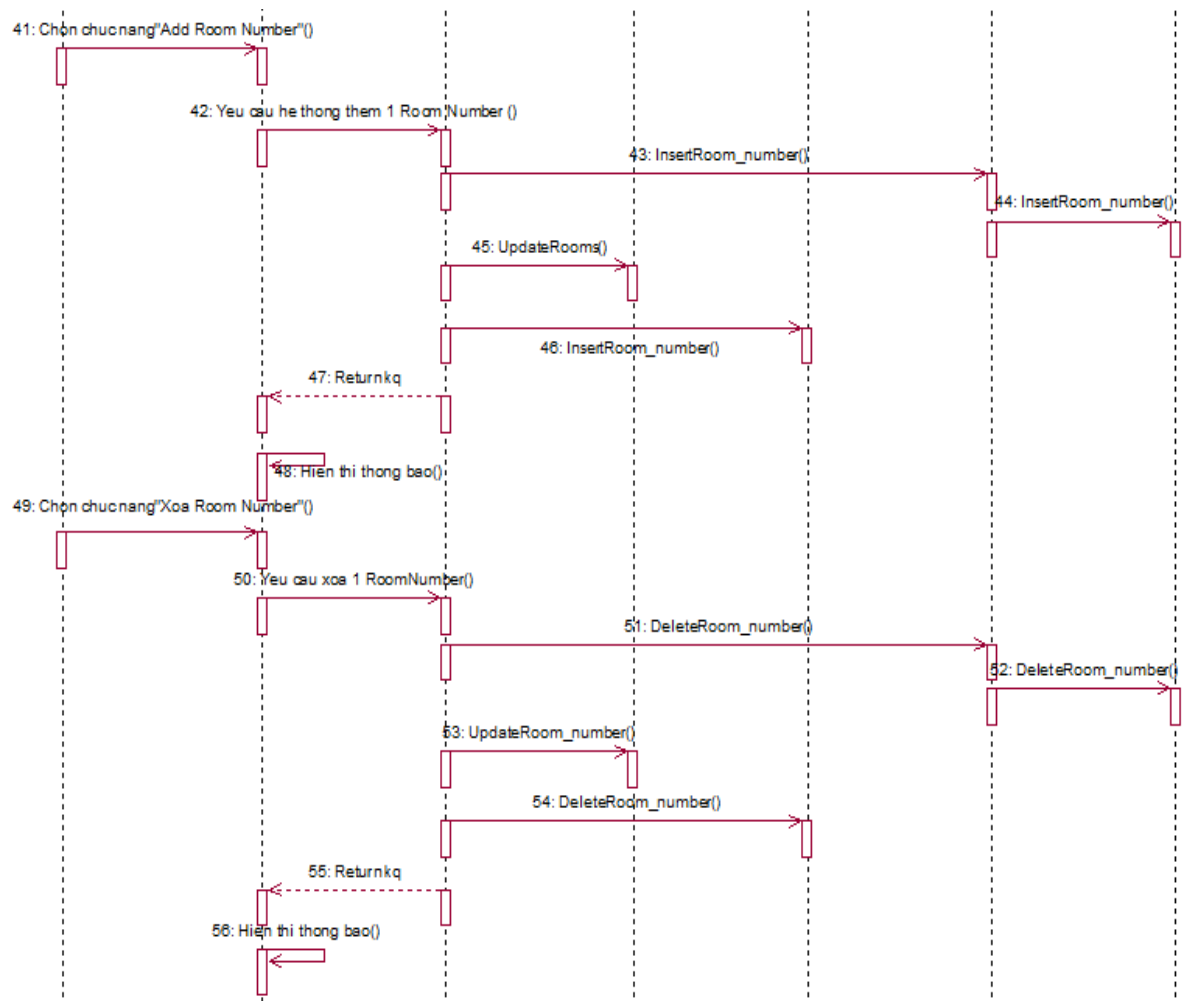 41: Chon chucnang"Add Room Number"()
42: Yeu cau he thong them 1 Room Number ()
43: InsertRoom_number()
44: InsertRoom_number()
45: UpdateRooms()
46: InsertRoom_number()
47: Returnkq
48: Hien thi thong bao()
49: Chon chucnang"Xoa Room Number"()
50: Yeu cau xoa 1 RoomNumber()
51: DeleteRoom_number()
52: DeleteRoom_number()
53: UpdateRoom_number()
54: DeleteRoom_number()
55: Returnkq
56: Hien thi thong bao()